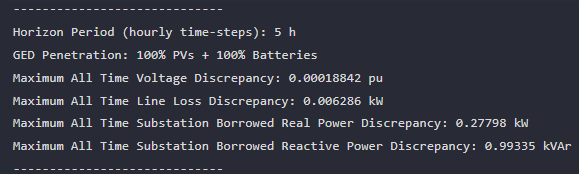 -----------------------------
Horizon Period (hourly time-steps): 5 h
GED Penetration: 100% PVs + 100% Batteries
Maximum All Time Voltage Discrepancy: 0.00018842 pu
Maximum All Time Line Loss Discrepancy: 0.006286 kW
Maximum All Time Substation Borrowed Real Power Discrepancy: 0.27798 kW
Maximum All Time Substation Borrowed Reactive Power Discrepancy: 0.99335 kVAr
-----------------------------